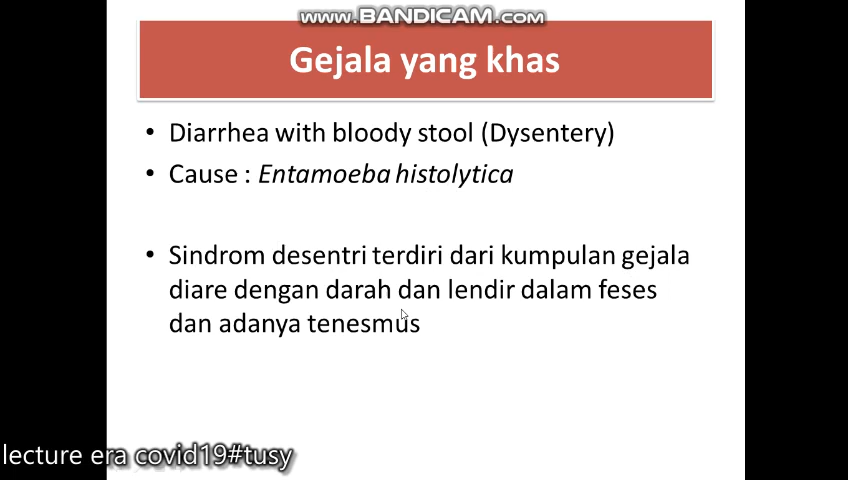 www.BANDICAM.com
Gejala yang khas
• Diarrhea with bloody stool (Dysentery)
• Cause : Entamoeba histolytica
• Sindrom desentri terdiri dari kumpulan gejala
diare dengan darah dan lendir dalam feses
dan adanya tenesmus
lecture era covid19#tusy